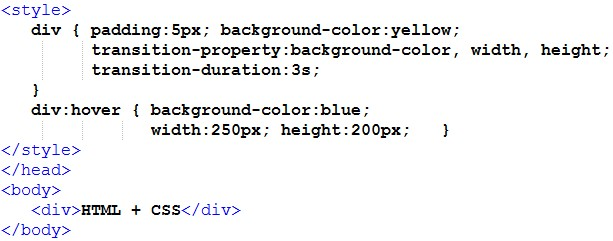 <style>
div { padding:5px; background-color:yellow;
transition-property:background-color, width, height;
transition-duration:3s;
}
div:hover { background-color:blue;
width:250px; height:200px; }
</style>
</head>
<body>
<div>HTML + CSS</div>
</body>